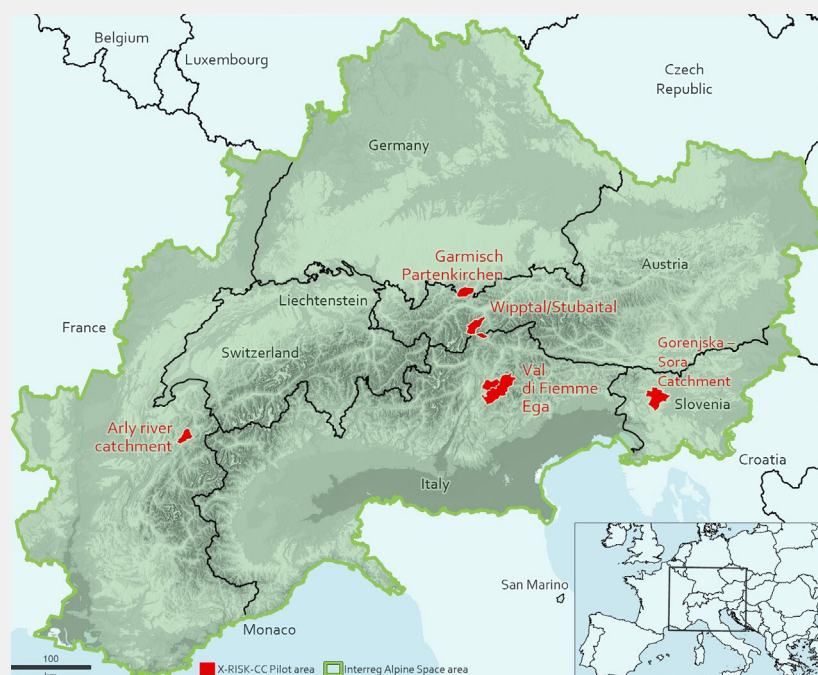 Belgium
Luxembourg
Czech
Republic
Germany
Garmisch
Partenkirchen
Austria
Liechtenstein
Wipptal/Stubaital
France
Switzerland
Gorenjska –
Sora
Catchment
Val
di Fiemme
Ega
Slovenia
Arly river
catchment
Italy
Croatia
San Marino
Monaco
100
km
X-RISK-CC Pilot area
Interreg Alpine Space area